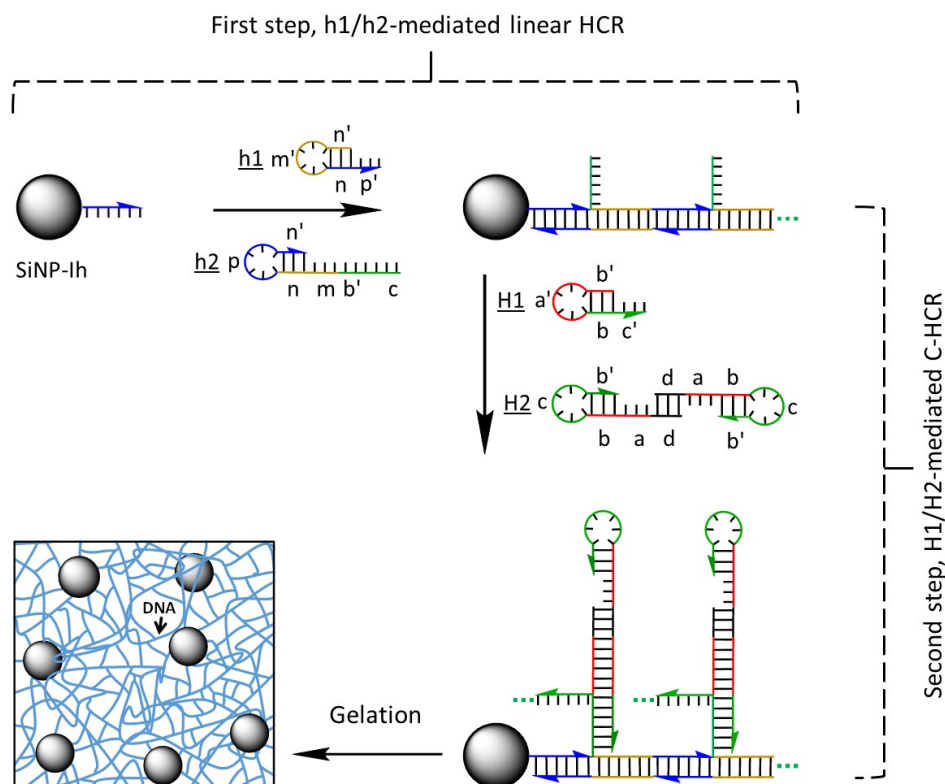 First step, h1/h2-mediated linear HCR
n'
h1 m'
n p'
SiNP-Ih
n'
h2 p
n m b' c
b'
H1 a'
b c'
b' d a b
H2 c c
b a d b'
Second step, H1/H2-mediated C-HCR
DNA
Gelation